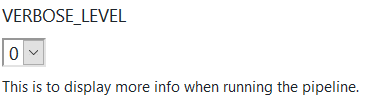 VERBOSE_LEVEL
0
This is to display more info when running the pipeline.